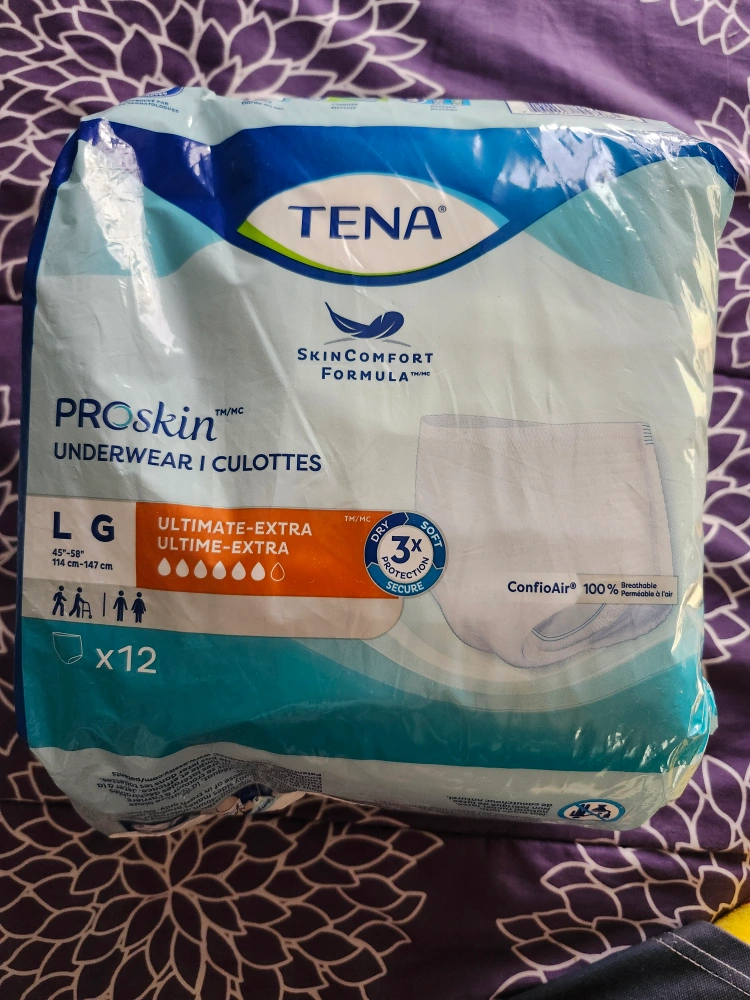 TENA®
SKINCOMFORT
FORMULA™/MC
PROskin™/MC
UNDERWEAR | CULOTTES
L G
45"-58"
114 cm-147 cm
ULTIMATE-EXTRA ™/MC
ULTIME-EXTRA
DRY SOFT
3x
PROTECTION
SECURE
ConfioAir® 100% Breathable
Perméable à l'air
x12